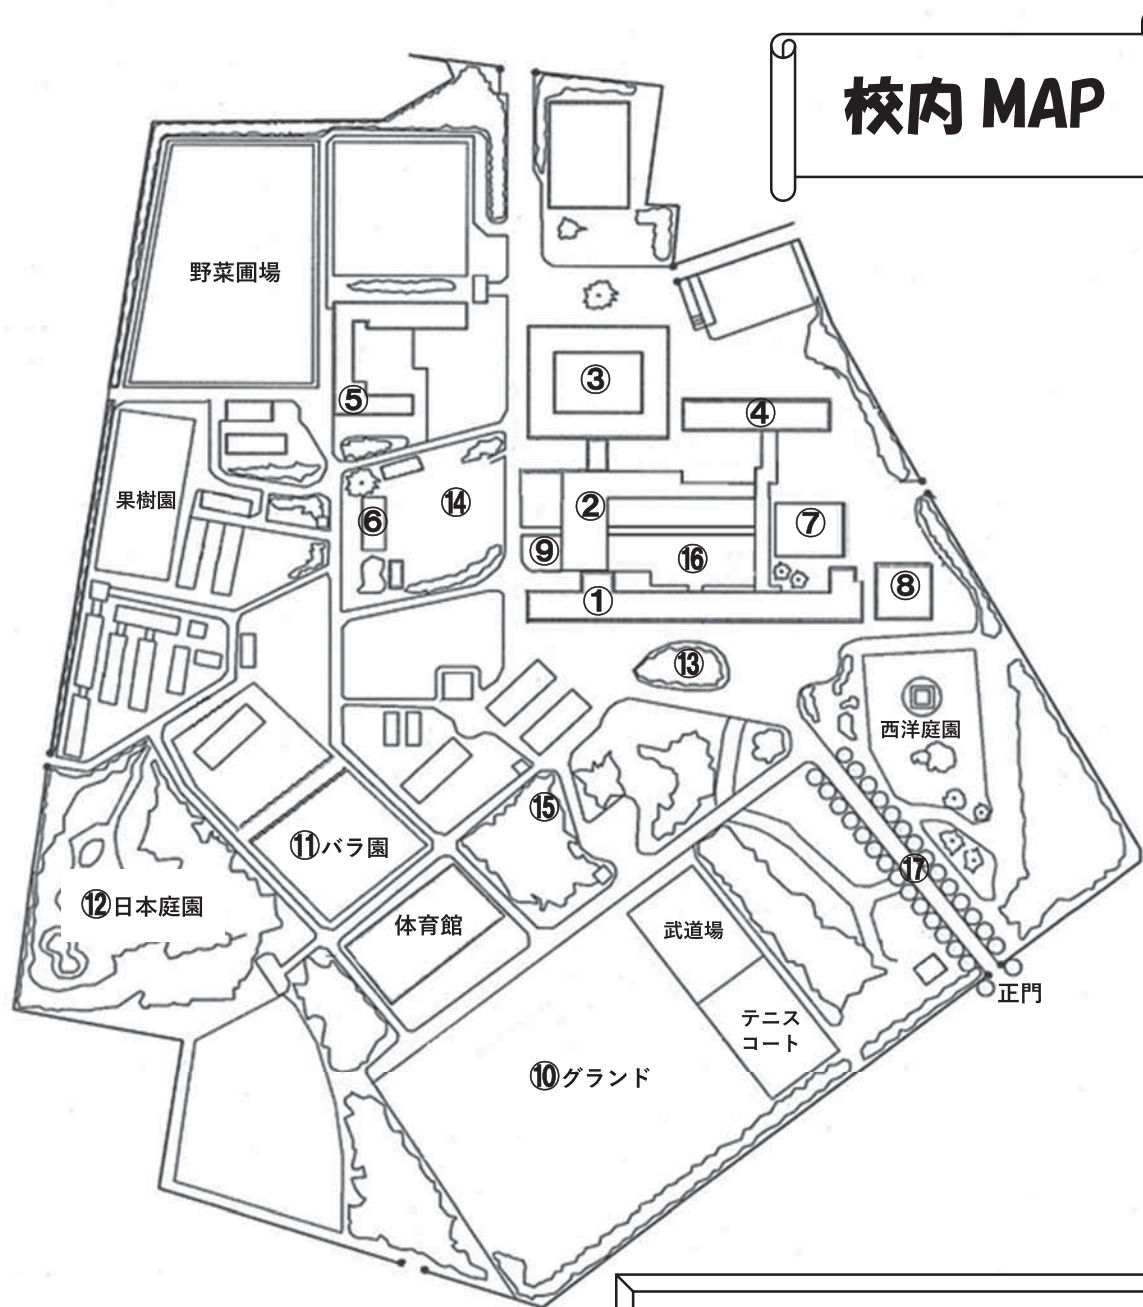 校内 MAP
野菜圃場
③
⑤
④
果樹園
⑭
②
⑥
⑦
⑨
⑯
⑧
①
⑬
西洋庭園
⑮
⑪バラ園
⑰
⑫日本庭園
体育館
武道場
正門
テニス
コート
⑩グランド